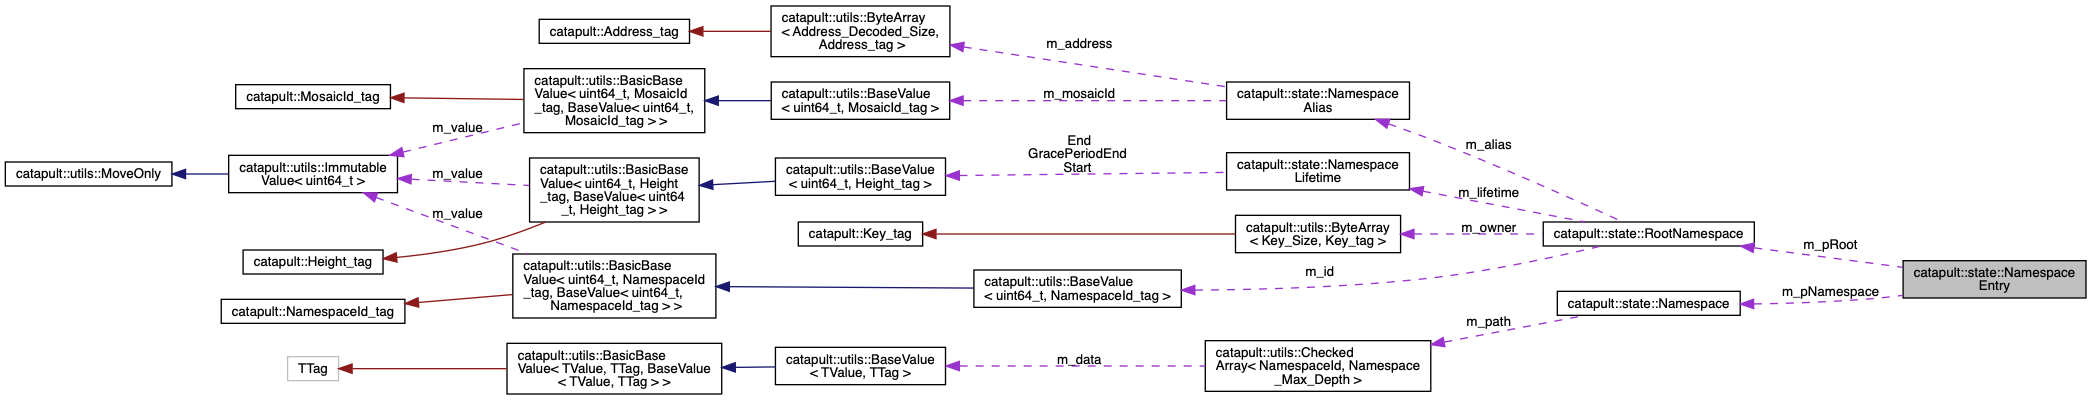 catapult::utils::ByteArray
< Address_Decoded_Size,
Address_tag >
catapult::Address_tag
m_address
catapult::utils::BasicBase
Value< uint64_t, MosaicId
_tag, BaseValue< uint64_t,
MosaicId_tag > >
catapult::MosaicId_tag
catapult::utils::BaseValue
< uint64_t, MosaicId_tag >
m_mosaicId
catapult::state::Namespace
Alias
m_value
m_alias
End
GracePeriodEnd
Start
catapult::utils::MoveOnly
catapult::utils::Immutable
Value< uint64_t >
m_value
catapult::utils::BasicBase
Value< uint64_t, Height
_tag, BaseValue< uint64
_t, Height_tag > >
catapult::utils::BaseValue
< uint64_t, Height_tag >
catapult::state::Namespace
Lifetime
m_lifetime
m_value
catapult::Key_tag
catapult::utils::ByteArray
< Key_Size, Key_tag >
m_owner
catapult::state::RootNamespace
m_pRoot
catapult::Height_tag
catapult::utils::BasicBase
Value< uint64_t, NamespaceId
_tag, BaseValue< uint64_t,
NamespaceId_tag > >
catapult::utils::BaseValue
< uint64_t, NamespaceId_tag >
m_id
catapult::state::Namespace
Entry
m_pNamespace
catapult::NamespaceId_tag
catapult::state::Namespace
m_path
TTag
catapult::utils::BasicBase
Value< TValue, TTag, BaseValue
< TValue, TTag > >
catapult::utils::BaseValue
< TValue, TTag >
m_data
catapult::utils::Checked
Array< NamespaceId, Namespace
_Max_Depth >